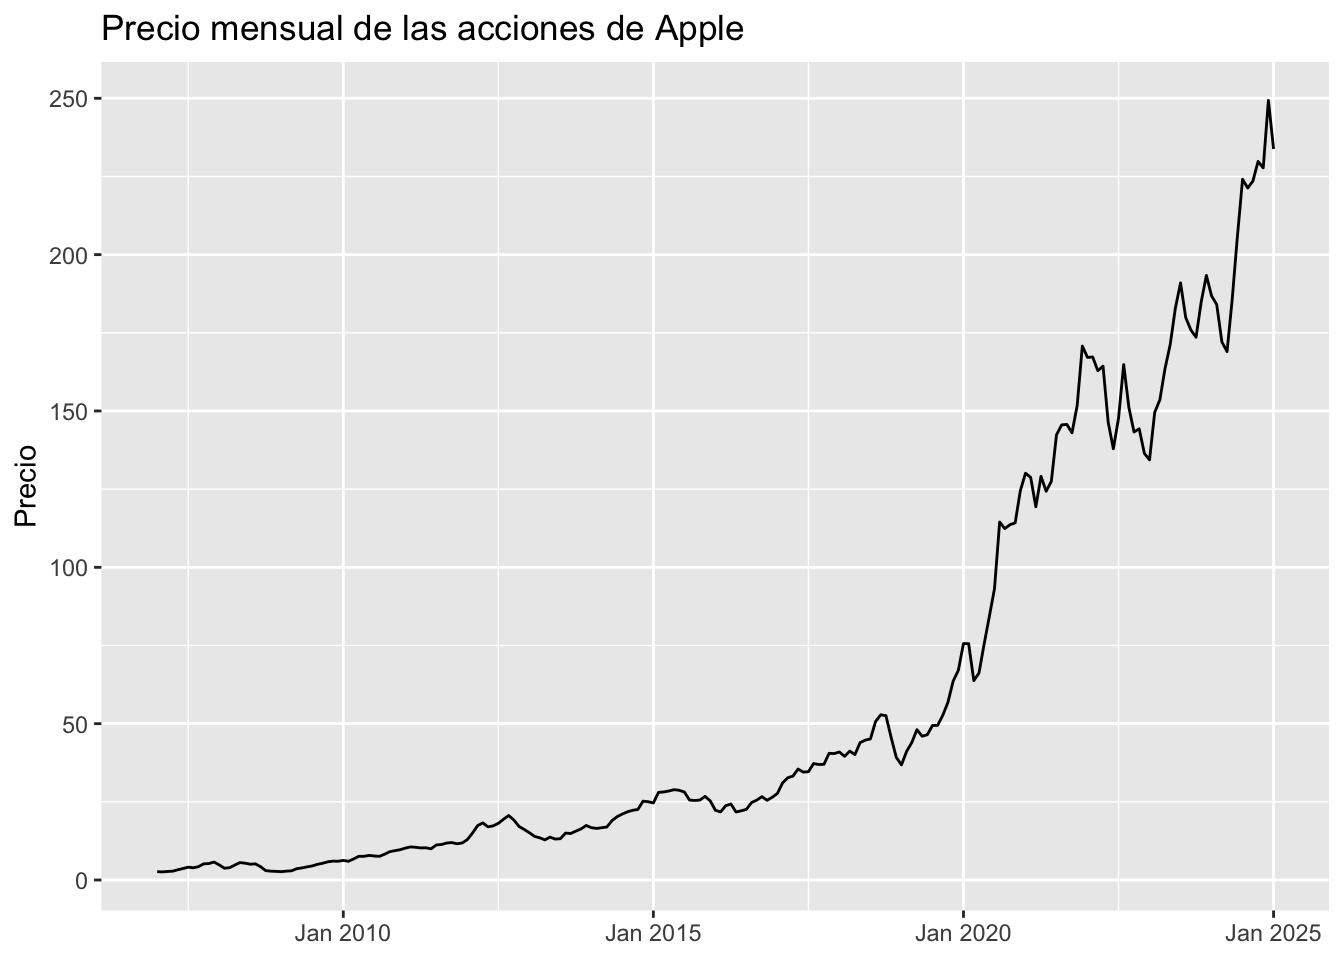 Precio mensual de las acciones de Apple
250
200
150
100
50
0
Precio
Jan 2010
Jan 2015
Jan 2020
Jan 2025